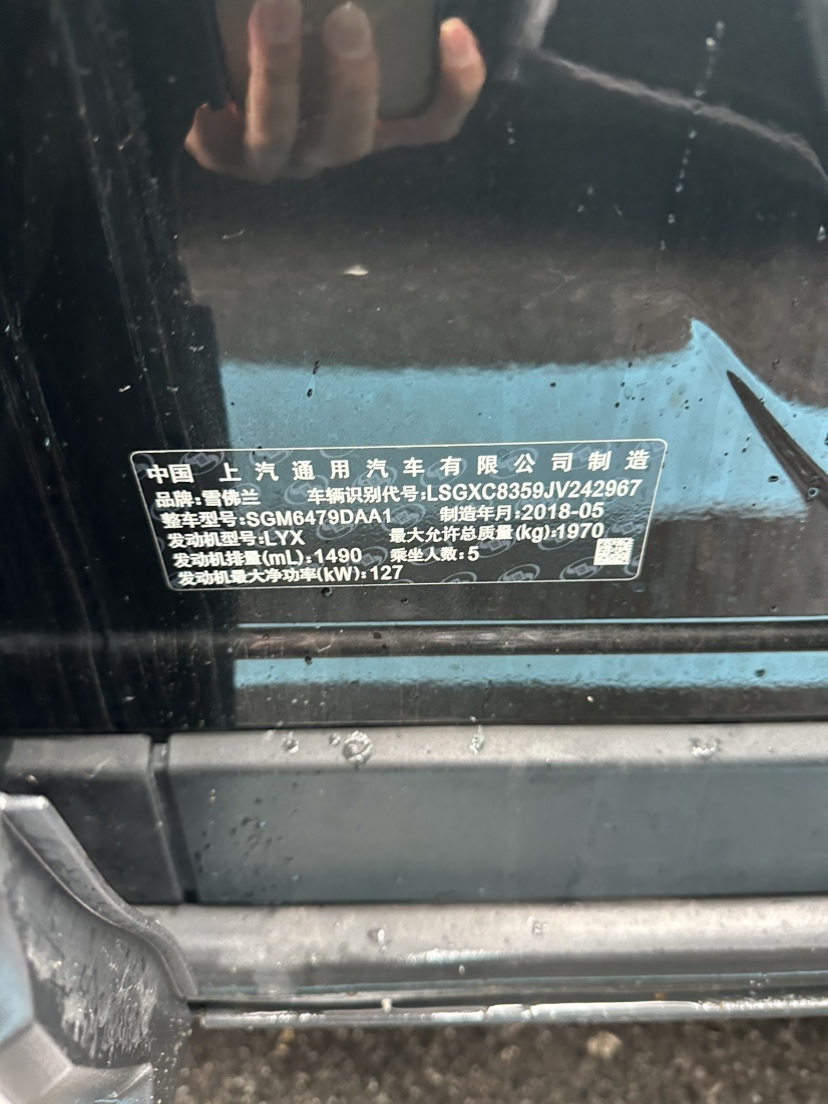 中国 上汽通用汽车有限公司制造
品牌:雪佛兰 车辆识别代号:LSGXC8359JV242967
整车型号:SGM6479DAA1 制造年月:2018-05
发动机型号:LYX 最大允许总质量(kg):1970
发动机排量(mL):1490 乘坐人数:5
发动机最大净功率(kW):127